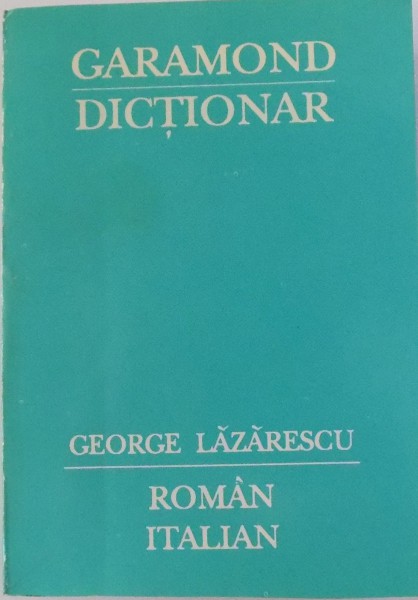 GARAMOND
DICȚIONAR
GEORGE LĂZĂRESCU
ROMÂN
ITALIAN